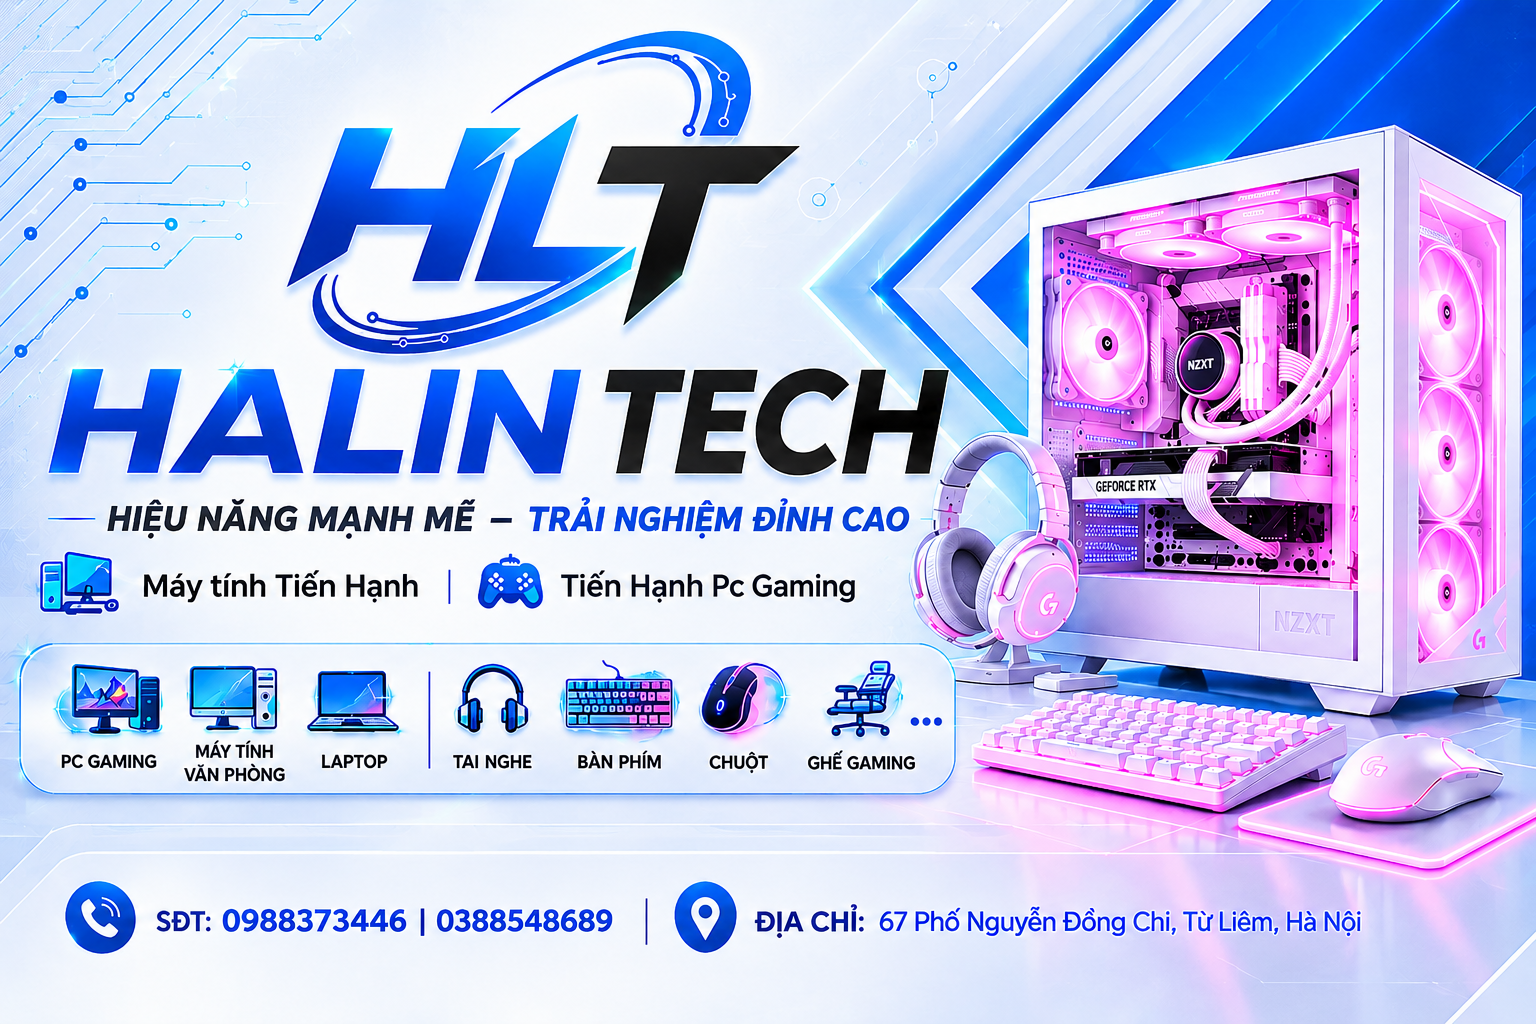 HLT
HALIN TECH
HIỆU NĂNG MẠNH MẼ – TRẢI NGHIỆM ĐỈNH CAO
Máy tính Tiến Hạnh | Tiến Hạnh Pc Gaming
PC GAMING
MÁY TÍNH
VĂN PHÒNG
LAPTOP
TAI NGHE
BÀN PHÍM
CHUỘT
GHẾ GAMING
...
NZXT
GEFORCE RTX
NZXT
SĐT: 0988373446 | 0388548689
ĐỊA CHỈ: 67 Phố Nguyễn Đồng Chi, Từ Liêm, Hà Nội